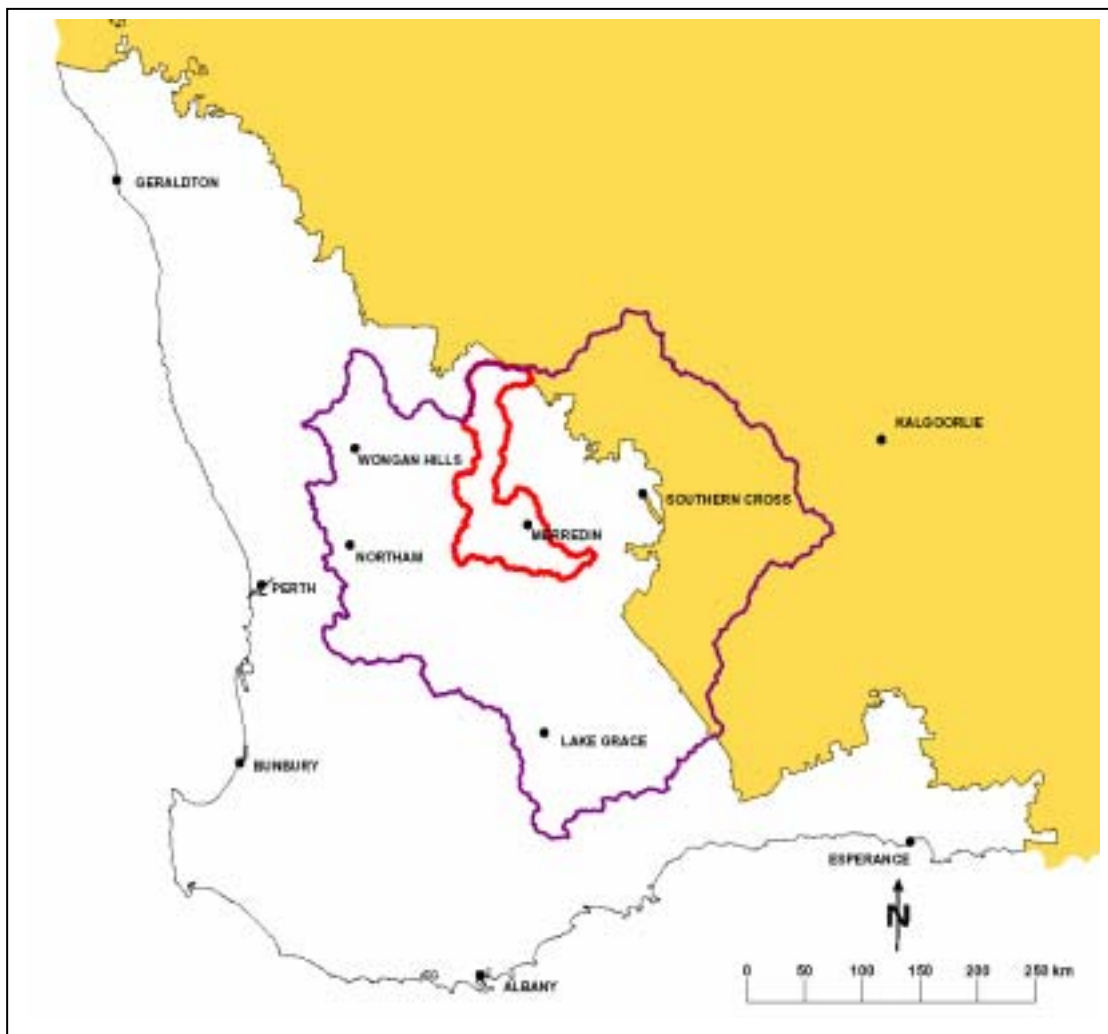 GERALDTON
KALGOORLIE
WONGAN HILLS
SOUTHERN CROSS
MERREDIN
NORTHAM
PERTH
LAKE GRACE
BUNBURY
ESPERANCE
N
ALBANY
0 50 100 150 200 250 km